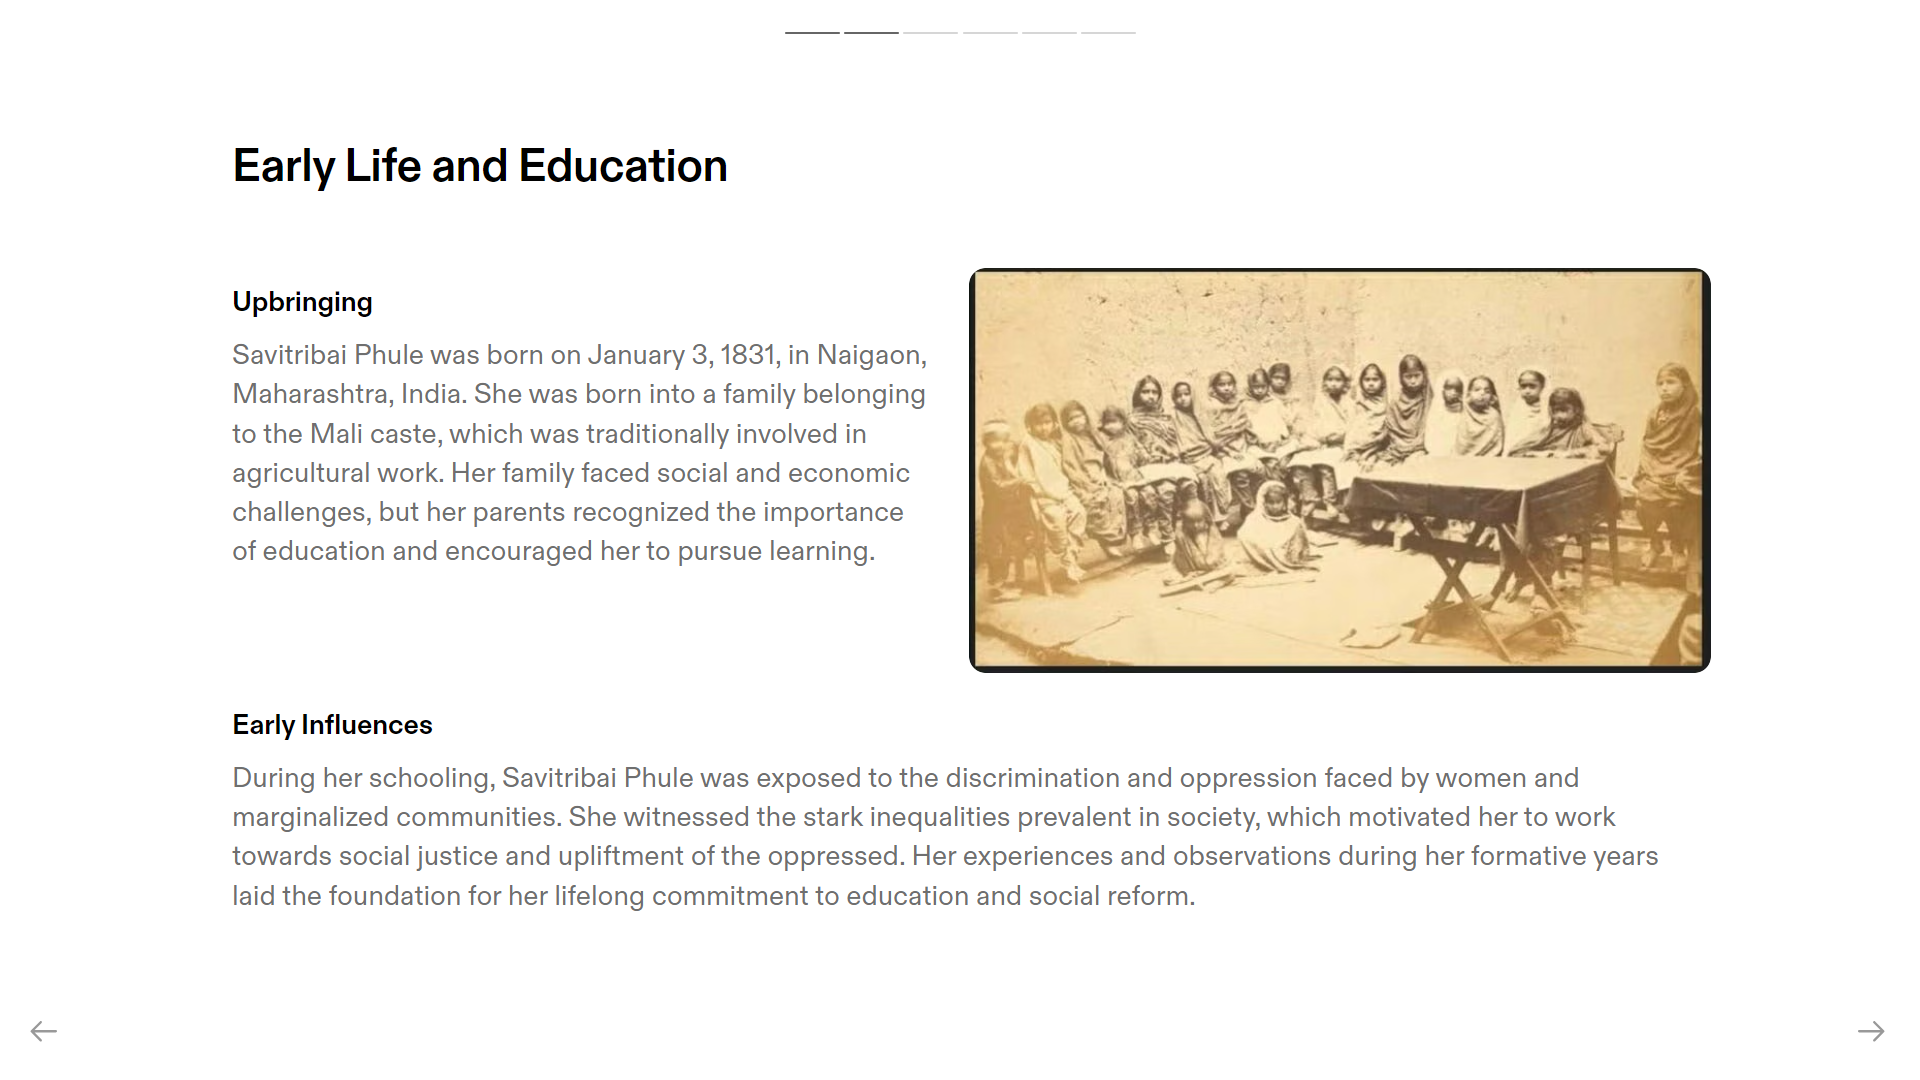 Early Life and Education
Upbringing
Savitribai Phule was born on January 3, 1831, in Naigaon,
Maharashtra, India. She was born into a family belonging
to the Mali caste, which was traditionally involved in
agricultural work. Her family faced social and economic
challenges, but her parents recognized the importance
of education and encouraged her to pursue learning.
Early Influences
During her schooling, Savitribai Phule was exposed to the discrimination and oppression faced by women and
marginalized communities. She witnessed the stark inequalities prevalent in society, which motivated her to work
towards social justice and upliftment of the oppressed. Her experiences and observations during her formative years
laid the foundation for her lifelong commitment to education and social reform.